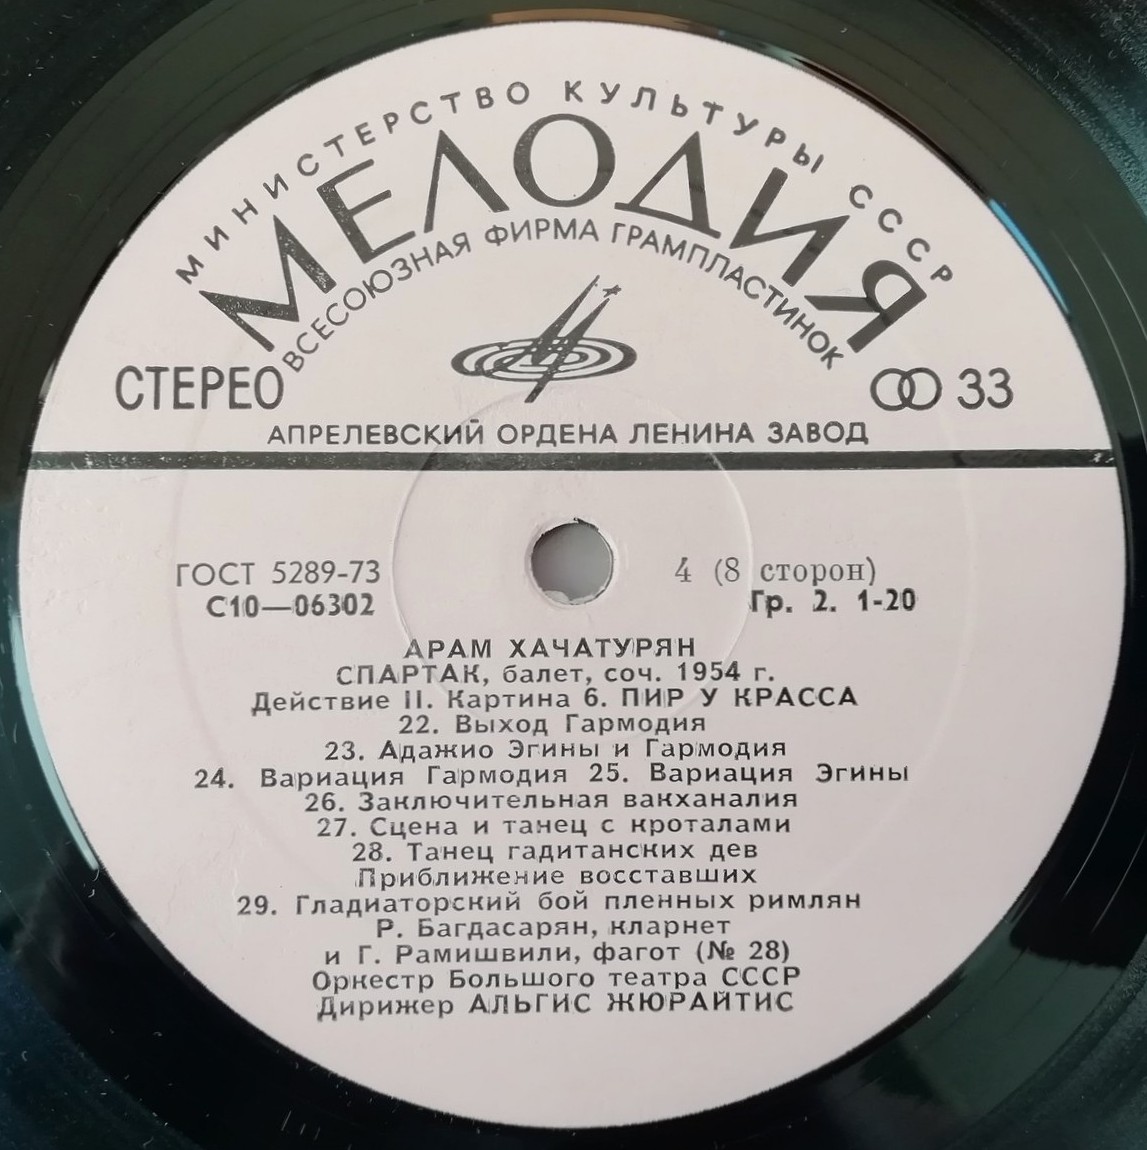 МИНИСТЕРСТВО КУЛЬТУРЫ СССР
МЕЛОДИЯ
ВСЕСОЮЗНАЯ ФИРМА ГРАМПЛАСТИНОК
СТЕРЕО 33
АПРЕЛЕВСКИЙ ОРДЕНА ЛЕНИНА ЗАВОД
ГОСТ 5289-73 4 (8 сторон)
С10—06302 Гр. 2. 1-20
АРАМ ХАЧАТУРЯН
СПАРТАК, балет, соч. 1954 г.
Действие II. Картина 6. ПИР У КРАССА
22. Выход Гармодия
23. Адажио Эгины и Гармодия
24. Вариация Гармодия 25. Вариация Эгины
26. Заключительная вакханалия
27. Сцена и танец с кроталами
28. Танец гадитанских дев
Приближение восставших
29. Гладиаторский бой пленных римлян
Р. Багдасарян, кларнет
и Г. Рамишвили, фагот (№ 28)
Оркестр Большого театра СССР
Дирижер АЛЬГИС ЖЮРАЙТИС